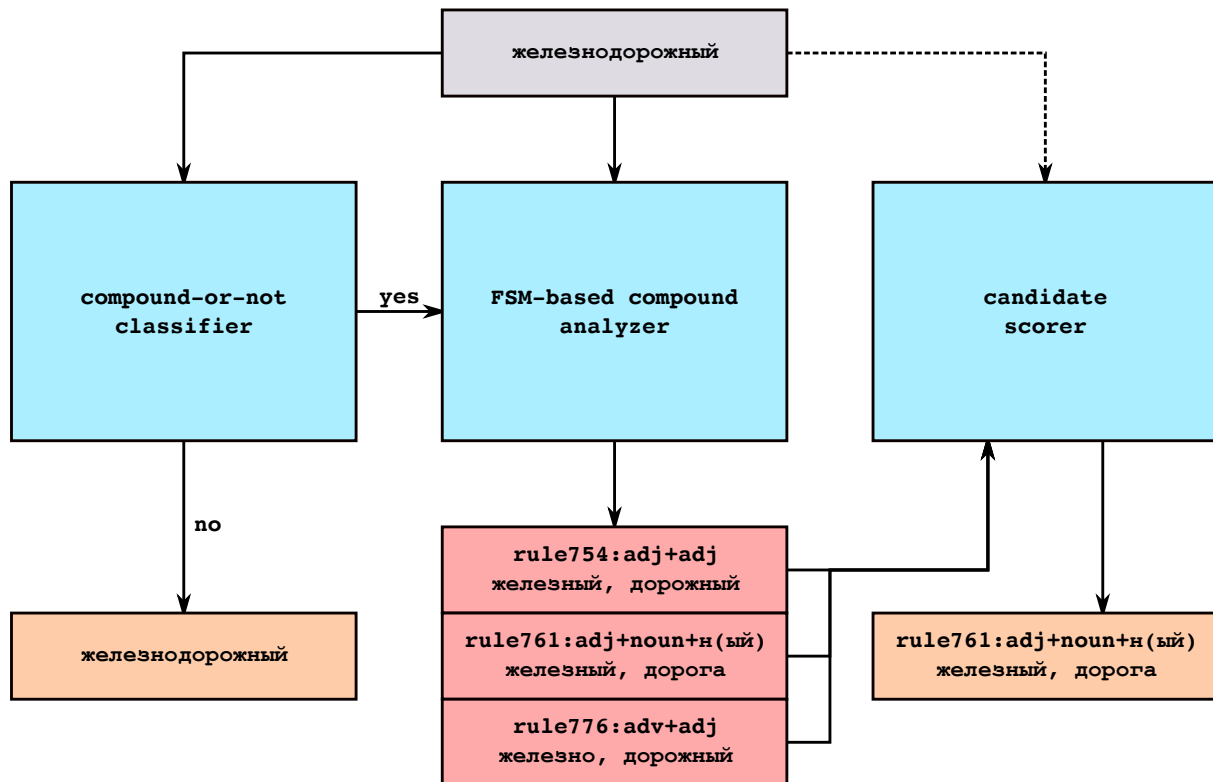 железнодорожный
compound-or-not
classifier
yes
FSM-based compound
analyzer
candidate
scorer
no
rule754:adj+adj
железный, дорожный
железнодорожный
rule761:adj+noun+н(ый)
железный, дорога
rule776:adv+adj
железно, дорожный
rule761:adj+noun+н(ый)
железный, дорога